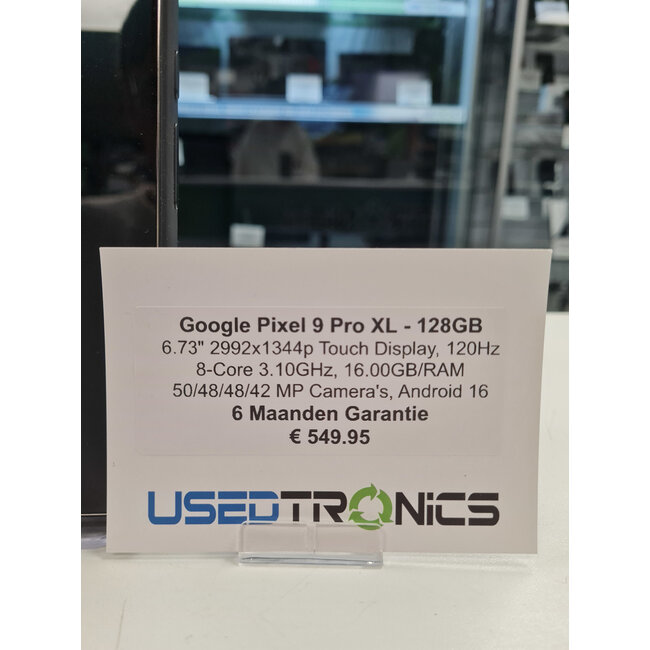 Google Pixel 9 Pro XL - 128GB
6.73" 2992x1344p Touch Display, 120Hz
8-Core 3.10GHz, 16.00GB/RAM
50/48/48/42 MP Camera's, Android 16
6 Maanden Garantie
€ 549.95
USEDTRONiCS